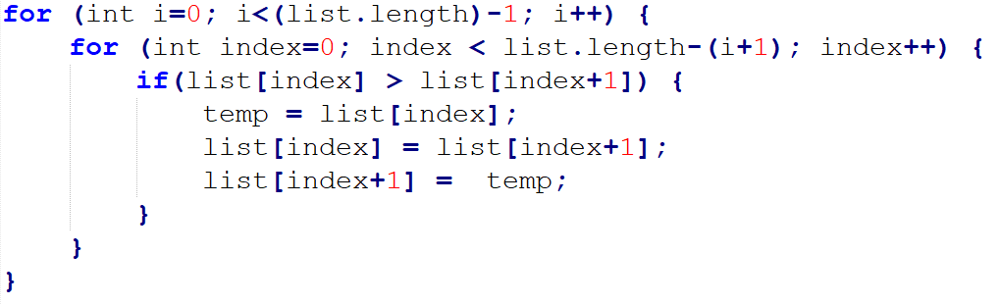 for (int i=0; i<(list.length)-1; i++) {
    for (int index=0; index < list.length-(i+1); index++) {
        if(list[index] > list[index+1]) {
            temp = list[index];
            list[index] = list[index+1];
            list[index+1] =  temp;
        }
    }
}